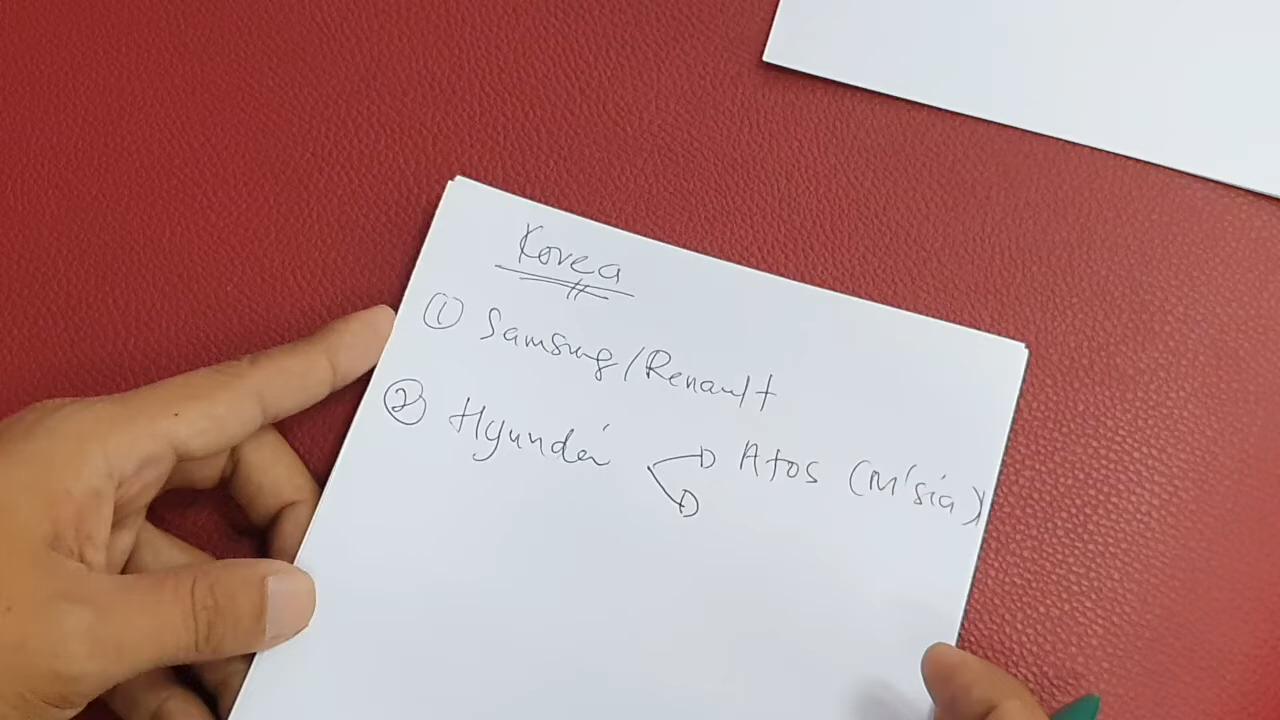 Korea
① Samsung/Renault
② Hyundai → Atos (M'sia)
→